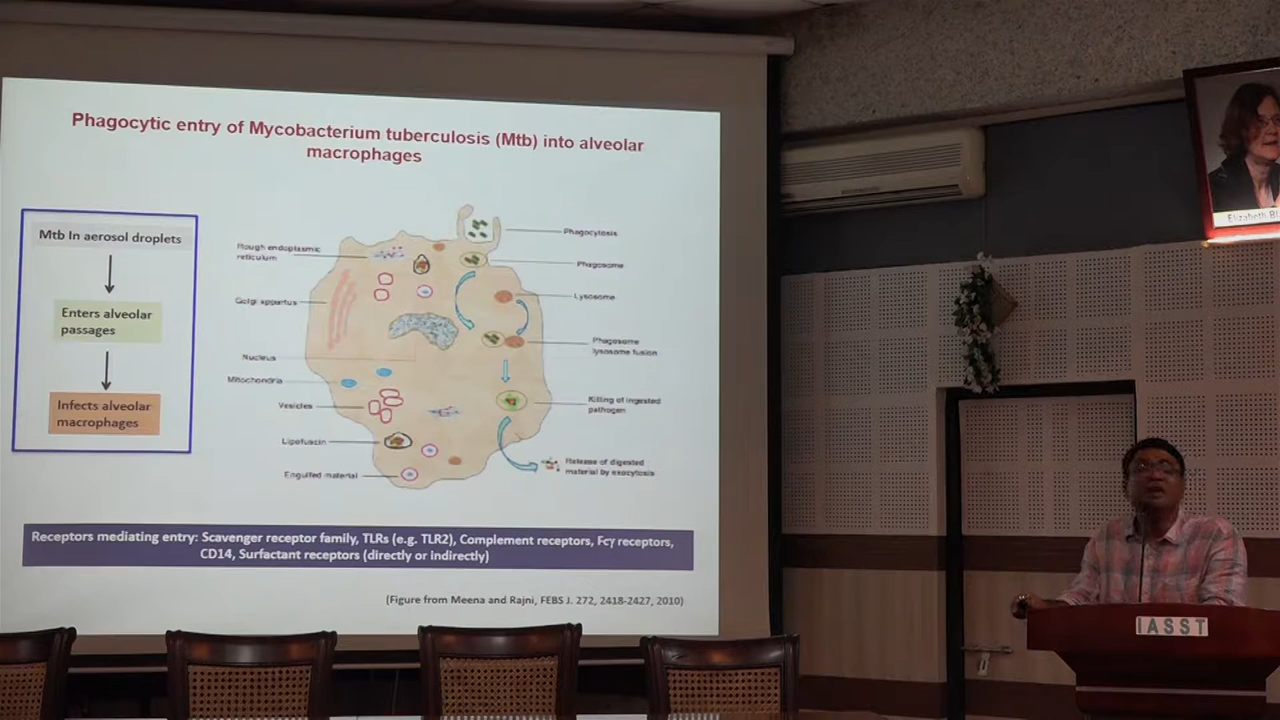 Phagocytic entry of Mycobacterium tuberculosis (Mtb) into alveolar
macrophages
Mtb In aerosol droplets
Enters alveolar
passages
Infects alveolar
macrophages
Rough endoplasmic
reticulum
Golgi apparatus
Nucleus
Mitochondria
Vesicles
Lipofuscin
Engulfed material
Phagocytosis
Phagosome
Lysosome
Phagosome
lysosome fusion
Killing of ingested
pathogen
Release of digested
material by exocytosis
Receptors mediating entry: Scavenger receptor family, TLRs (e.g. TLR2), Complement receptors, Fcγ receptors,
CD14, Surfactant receptors (directly or indirectly)
(Figure from Meena and Rajni, FEBS J. 272, 2418-2427, 2010)
Elizabeth
IASST